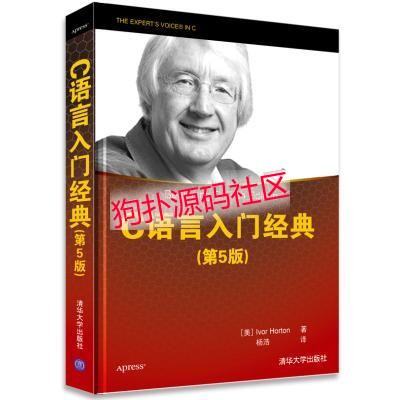 Apress®
C语言入门经典
(第5版)
清华大学出版社
THE EXPERT'S VOICE® IN C
狗扑源码社区
C语言入门经典
(第5版)
[美] Ivor Horton 著
杨浩 译
Apress®
清华大学出版社